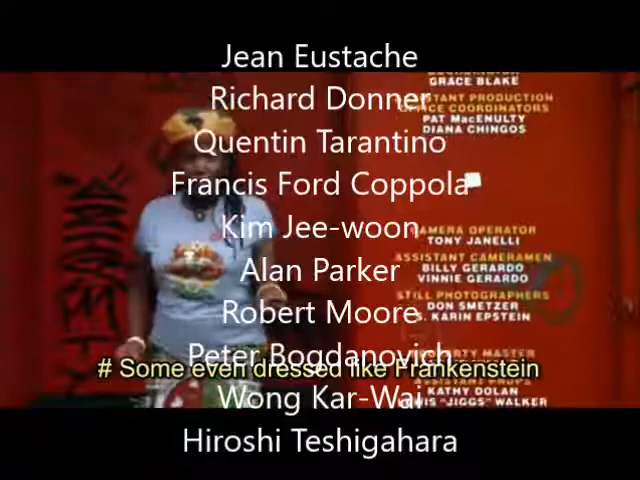 Jean Eustache
GRACE BLAKE
Richard Donner
OFFICE COORDINATORS
PAT MacENULTY
DIANA CHINGOS
Quentin Tarantino
Francis Ford Coppola
Kim Jee-woon
CAMERA OPERATOR
TONY JANELLI
ASSISTANT CAMERAMEN
BILLY GERARDO
VINNIE GERARDO
Alan Parker
STILL PHOTOGRAPHERS
DON SMETZER
S. KARIN EPSTEIN
Robert Moore
Peter Bogdanovich
# Some even dressed like Frankenstein
KATHY DOLAN
"JIGGS" WALKER
Wong Kar-Wai
Hiroshi Teshigahara